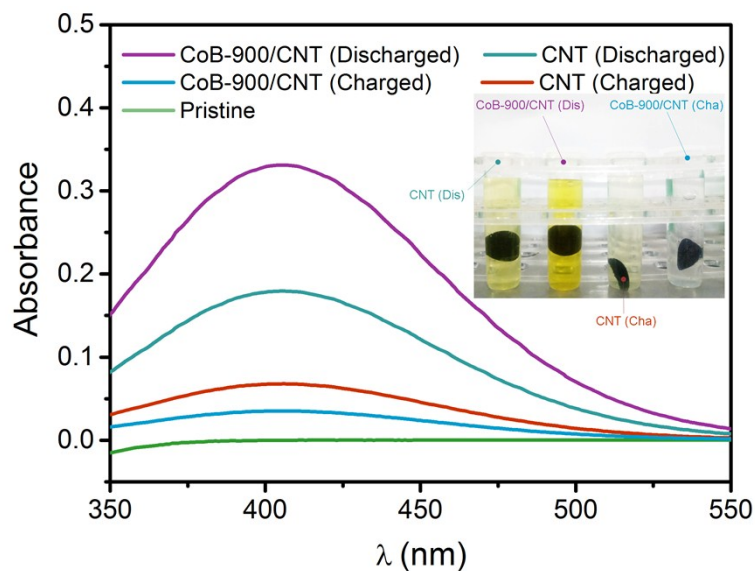 0.5
0.4
0.3
0.2
0.1
0.0
Absorbance
350
400
450
500
550
λ (nm)
CoB-900/CNT (Discharged)
CNT (Discharged)
CoB-900/CNT (Charged)
CNT (Charged)
Pristine
CoB-900/CNT (Dis)
CoB-900/CNT (Cha)
CNT (Dis)
CNT (Cha)